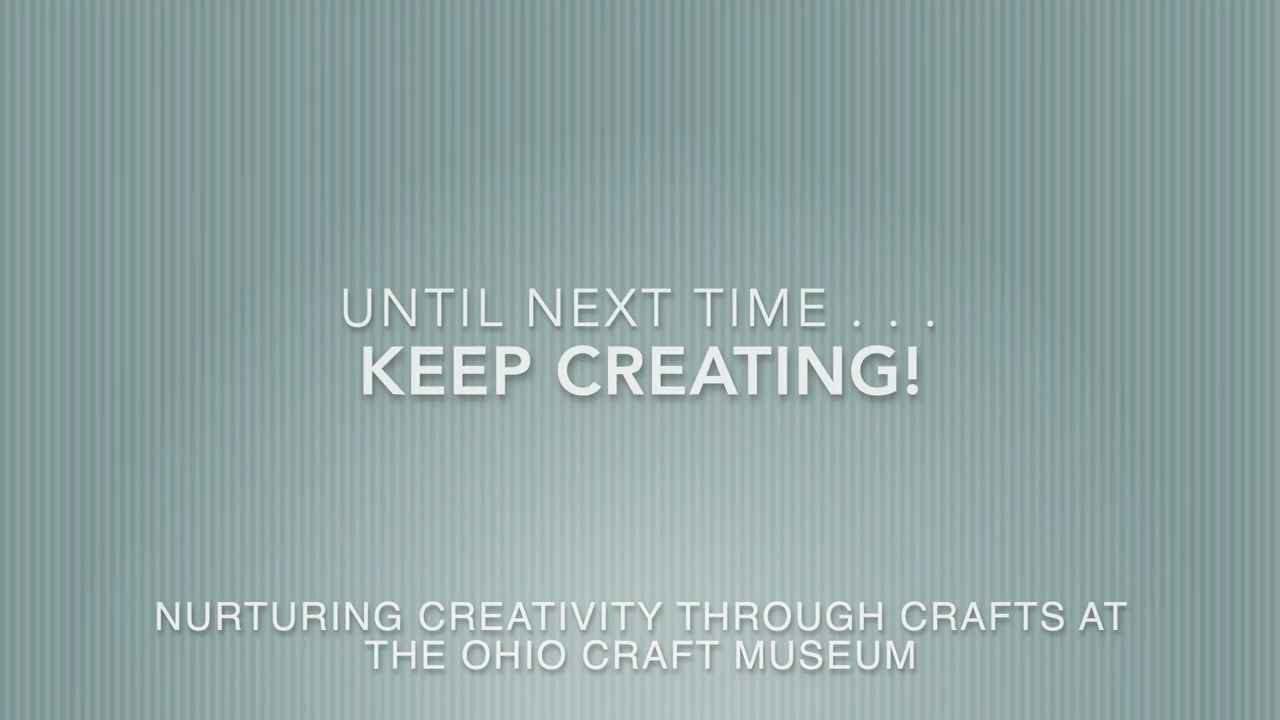 UNTIL NEXT TIME . . .
KEEP CREATING!
NURTURING CREATIVITY THROUGH CRAFTS AT
THE OHIO CRAFT MUSEUM